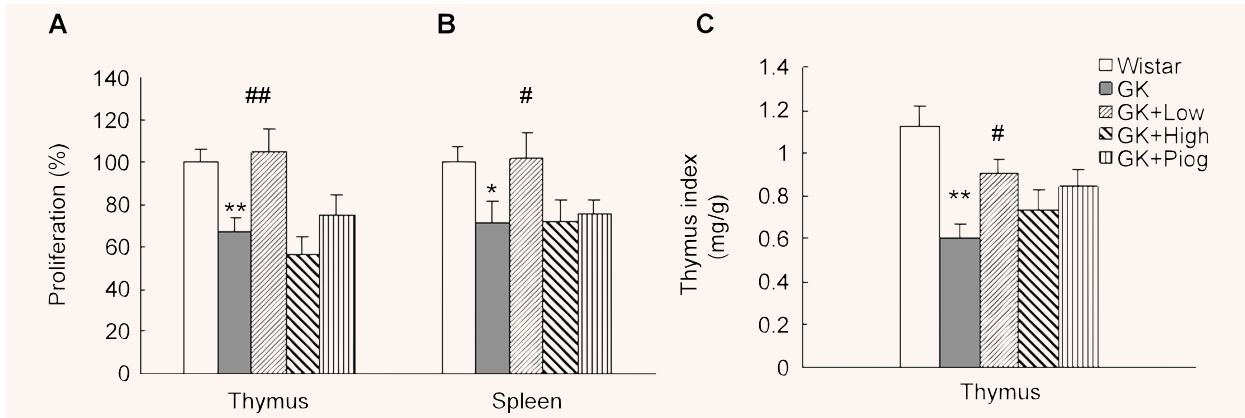 A
B
C
Proliferation (%)
140
120
100
80
60
40
20
0
##
**
Thymus
#
*
Spleen
Thymus index
(mg/g)
1.4
1.2
1
0.8
0.6
0.4
0.2
0
#
**
Thymus
Wistar
GK
GK+Low
GK+High
GK+Piog